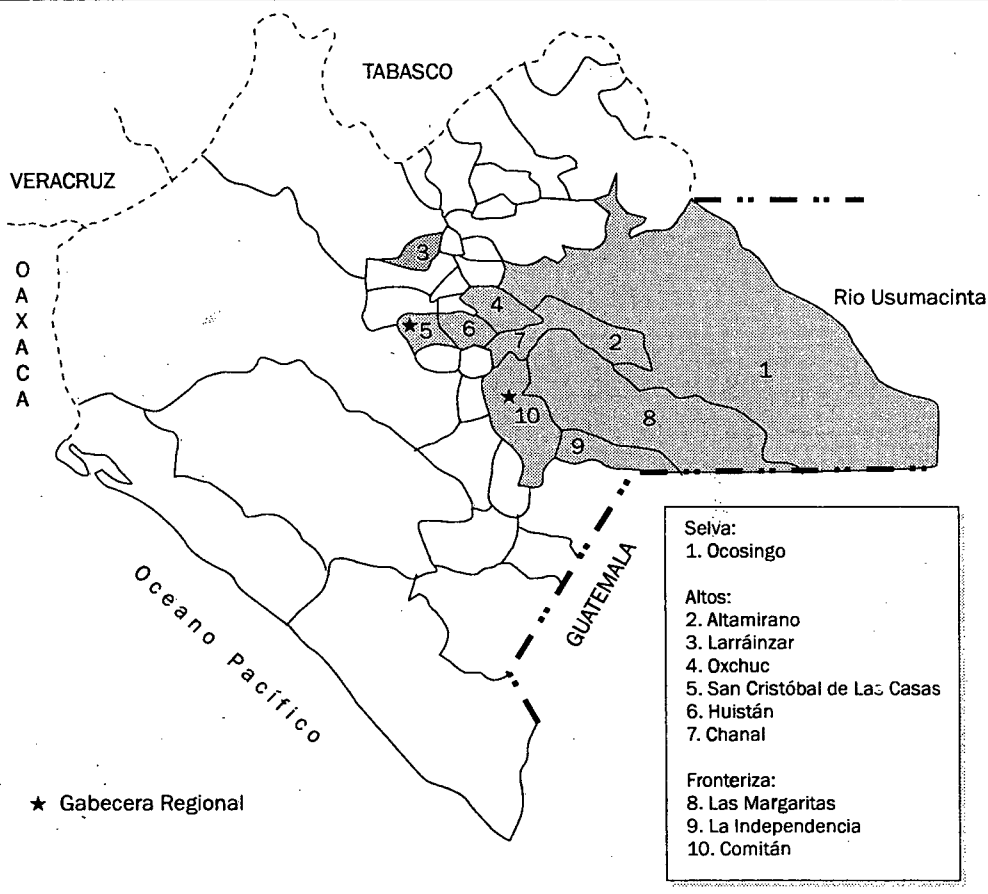 TABASCO
VERACRUZ
OAXACA
Rio Usumacinta
3
4
5
6
7
2
1
10
8
9
GUATEMALA
Oceano Pacífico
★ Gabecera Regional
Selva:
1. Ocosingo
Altos:
2. Altamirano
3. Larráinzar
4. Oxchuc
5. San Cristóbal de Las Casas
6. Huistán
7. Chanal
Fronteriza:
8. Las Margaritas
9. La Independencia
10. Comitán